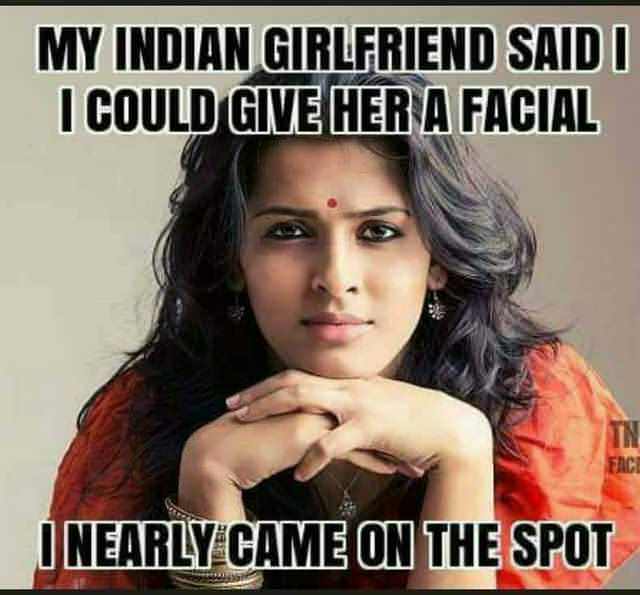 MY INDIAN GIRLFRIEND SAID I
I COULD GIVE HER A FACIAL
I NEARLY CAME ON THE SPOT